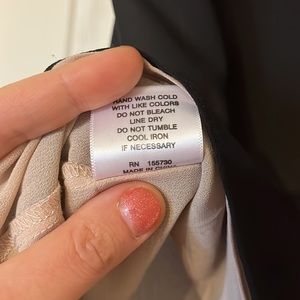 HAND WASH COLD
WITH LIKE COLORS
DO NOT BLEACH
LINE DRY
DO NOT TUMBLE
COOL IRON
IF NECESSARY
RN 155730
MADE IN CHINA